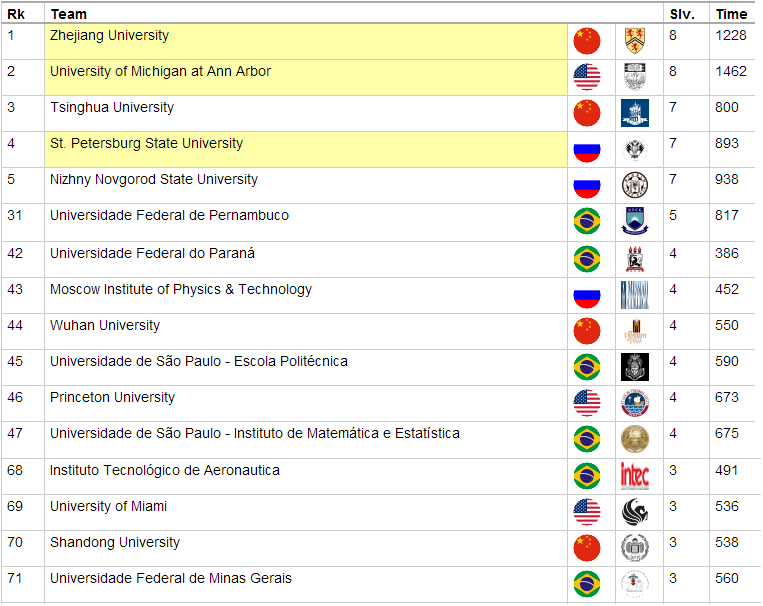 Rk Team Slv. Time
1 Zhejiang University 8 1228
2 University of Michigan at Ann Arbor 8 1462
3 Tsinghua University 7 800
4 St. Petersburg State University 7 893
5 Nizhny Novgorod State University 7 938
31 Universidade Federal de Pernambuco 5 817
42 Universidade Federal do Paraná 4 386
43 Moscow Institute of Physics & Technology 4 452
44 Wuhan University 4 550
45 Universidade de São Paulo - Escola Politécnica 4 590
46 Princeton University 4 673
47 Universidade de São Paulo - Instituto de Matemática e Estatística 4 675
68 Instituto Tecnológico de Aeronautica intec 3 491
69 University of Miami 3 536
70 Shandong University 3 538
71 Universidade Federal de Minas Gerais 3 560